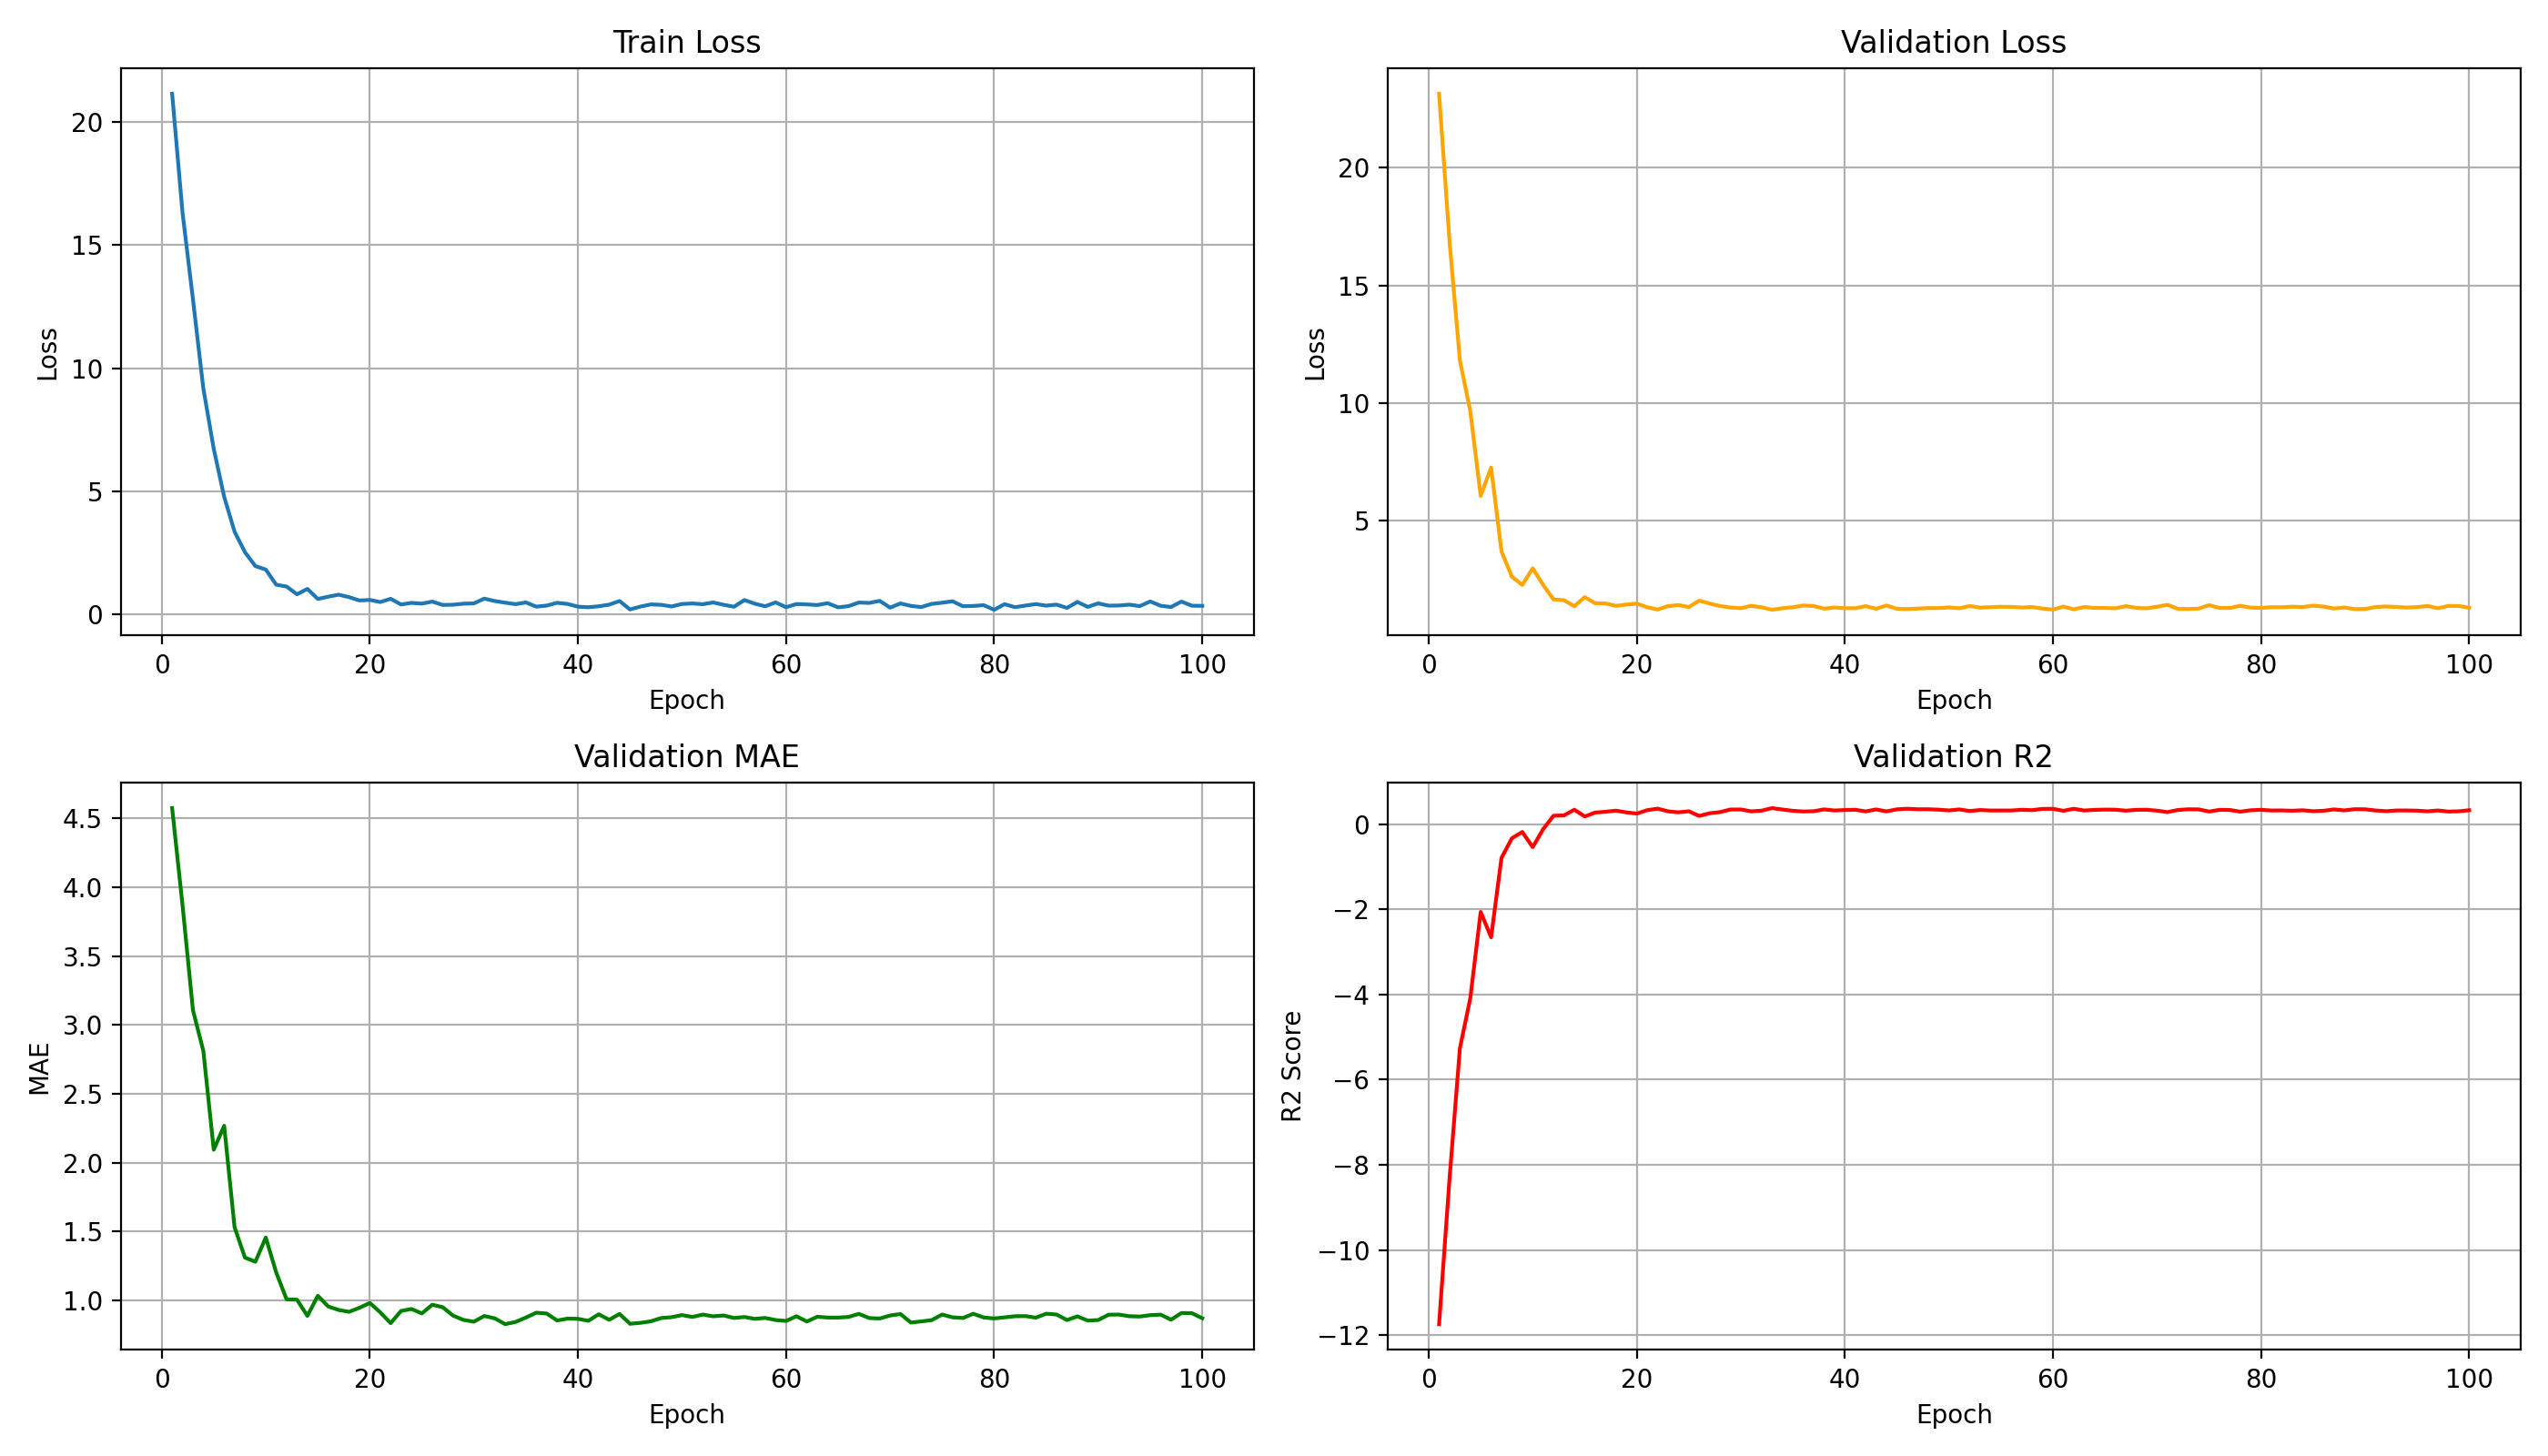 Train Loss
20
15
10
5
0
Loss
0 20 40 60 80 100
Epoch
Validation Loss
20
15
10
5
Loss
0 20 40 60 80 100
Epoch
Validation MAE
4.5
4.0
3.5
3.0
2.5
2.0
1.5
1.0
MAE
0 20 40 60 80 100
Epoch
Validation R2
0
−2
−4
−6
−8
−10
−12
R2 Score
0 20 40 60 80 100
Epoch